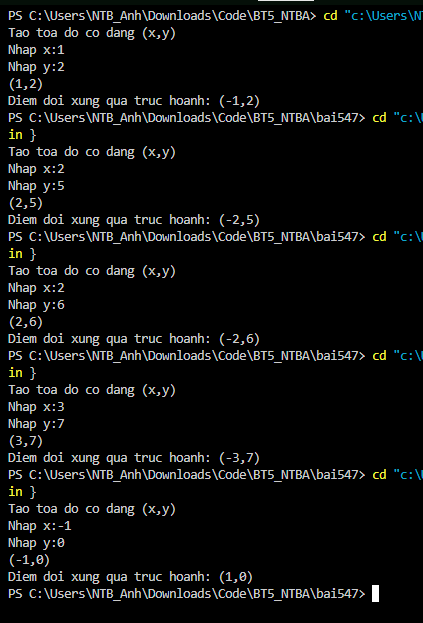 PS C:\Users\NTB_Anh\Downloads\Code\BT5_NTBA> cd "c:\Users\NT
Tao toa do co dang (x,y)
Nhap x:1
Nhap y:2
(1,2)
Diem doi xung qua truc hoanh: (-1,2)
PS C:\Users\NTB_Anh\Downloads\Code\BT5_NTBA\bai547> cd "c:\U
in }
Tao toa do co dang (x,y)
Nhap x:2
Nhap y:5
(2,5)
Diem doi xung qua truc hoanh: (-2,5)
PS C:\Users\NTB_Anh\Downloads\Code\BT5_NTBA\bai547> cd "c:\U
in }
Tao toa do co dang (x,y)
Nhap x:2
Nhap y:6
(2,6)
Diem doi xung qua truc hoanh: (-2,6)
PS C:\Users\NTB_Anh\Downloads\Code\BT5_NTBA\bai547> cd "c:\U
in }
Tao toa do co dang (x,y)
Nhap x:3
Nhap y:7
(3,7)
Diem doi xung qua truc hoanh: (-3,7)
PS C:\Users\NTB_Anh\Downloads\Code\BT5_NTBA\bai547> cd "c:\U
in }
Tao toa do co dang (x,y)
Nhap x:-1
Nhap y:0
(-1,0)
Diem doi xung qua truc hoanh: (1,0)
PS C:\Users\NTB_Anh\Downloads\Code\BT5_NTBA\bai547>